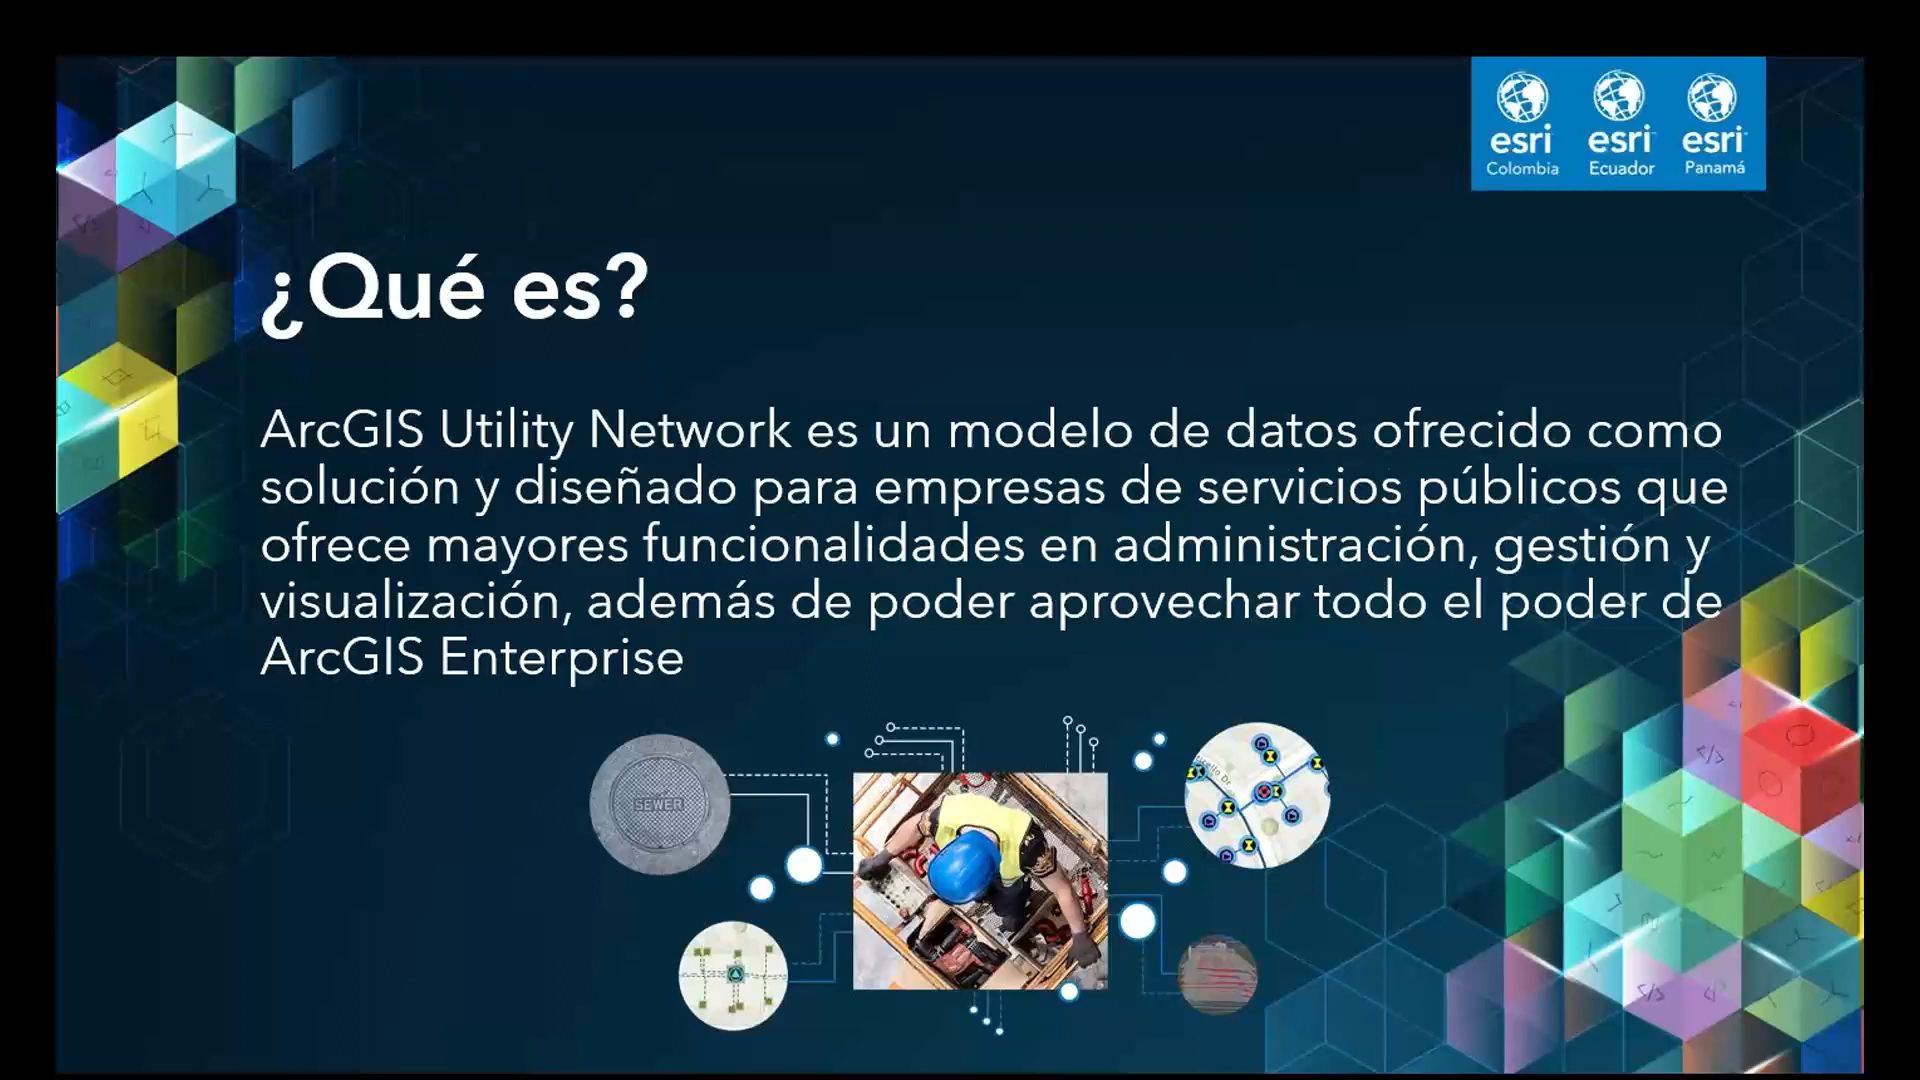 esri esri esri
Colombia Ecuador Panamá
¿Qué es?
ArcGIS Utility Network es un modelo de datos ofrecido como
solución y diseñado para empresas de servicios públicos que
ofrece mayores funcionalidades en administración, gestión y
visualización, además de poder aprovechar todo el poder de
ArcGIS Enterprise
SEWER